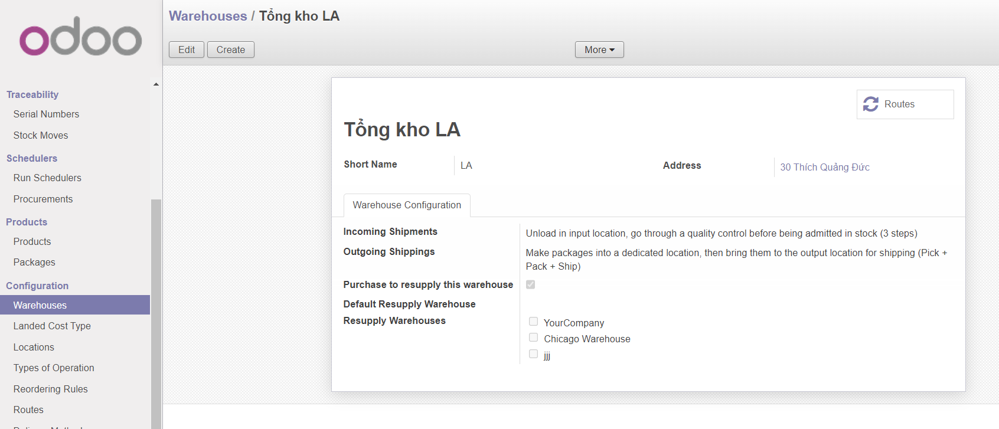 odoo
Traceability
Serial Numbers
Stock Moves
Schedulers
Run Schedulers
Procurements
Products
Products
Packages
Configuration
Warehouses
Landed Cost Type
Locations
Types of Operation
Reordering Rules
Routes
Warehouses / Tổng kho LA
Edit
Create
More
Routes
Tổng kho LA
Short Name
LA
Address
30 Thích Quảng Đức
Warehouse Configuration
Incoming Shipments
Unload in input location, go through a quality control before being admitted in stock (3 steps)
Outgoing Shippings
Make packages into a dedicated location, then bring them to the output location for shipping (Pick +
Pack + Ship)
Purchase to resupply this warehouse
Default Resupply Warehouse
Resupply Warehouses
YourCompany
Chicago Warehouse
jjj